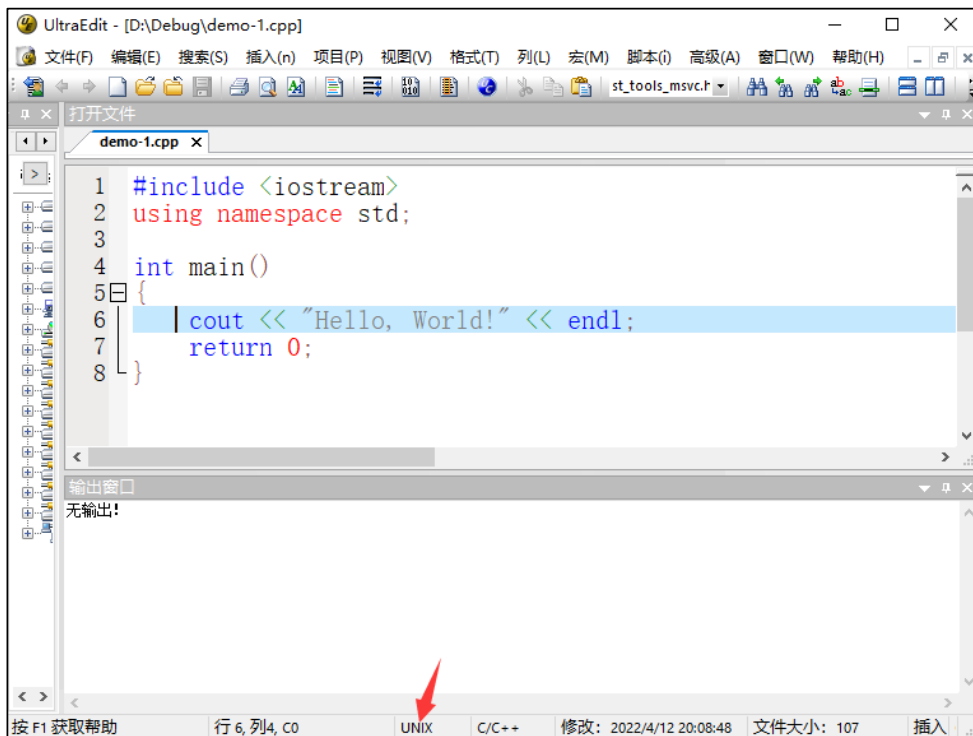 UltraEdit - [D:\Debug\demo-1.cpp]
文件(F) 编辑(E) 搜索(S) 插入(n) 项目(P) 视图(V) 格式(T) 列(L) 宏(M) 脚本(i) 高级(A) 窗口(W) 帮助(H)
st_tools_msvc.r
打开文件
demo-1.cpp
1 #include <iostream>
2 using namespace std;
3
4 int main()
5 {
6 cout << "Hello, World!" << endl;
7 return 0;
8 }
输出窗口
无输出!
按 F1 获取帮助 行 6, 列4, C0 UNIX C/C++ 修改: 2022/4/12 20:08:48 文件大小: 107 插入